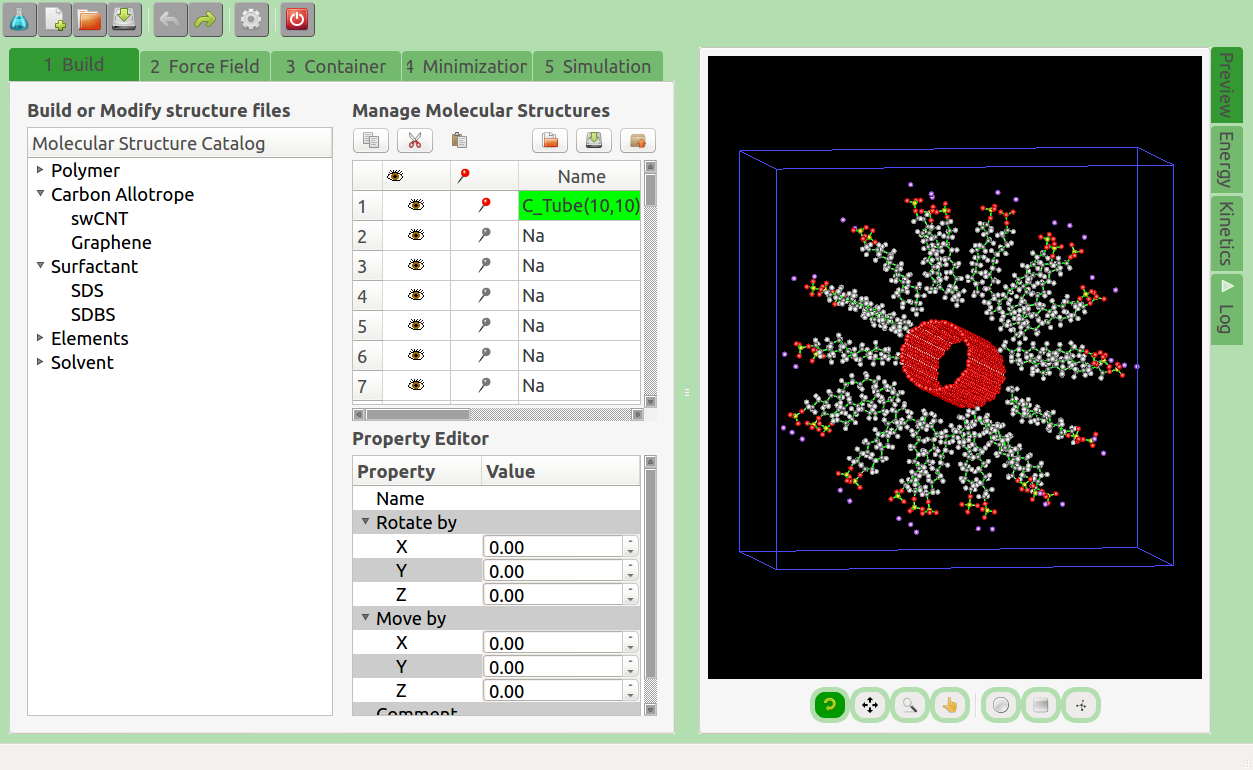 1 Build
2 Force Field
3 Container
4 Minimization
5 Simulation
Build or Modify structure files
Molecular Structure Catalog
Polymer
Carbon Allotrope
swCNT
Graphene
Surfactant
SDS
SDBS
Elements
Solvent
Manage Molecular Structures
Name
1 C_Tube(10,10)
2 Na
3 Na
4 Na
5 Na
6 Na
7 Na
Property Editor
Property Value
Name
Rotate by
X 0.00
Y 0.00
Z 0.00
Move by
X 0.00
Y 0.00
Z 0.00
Comment
Preview
Energy
Kinetics
Log